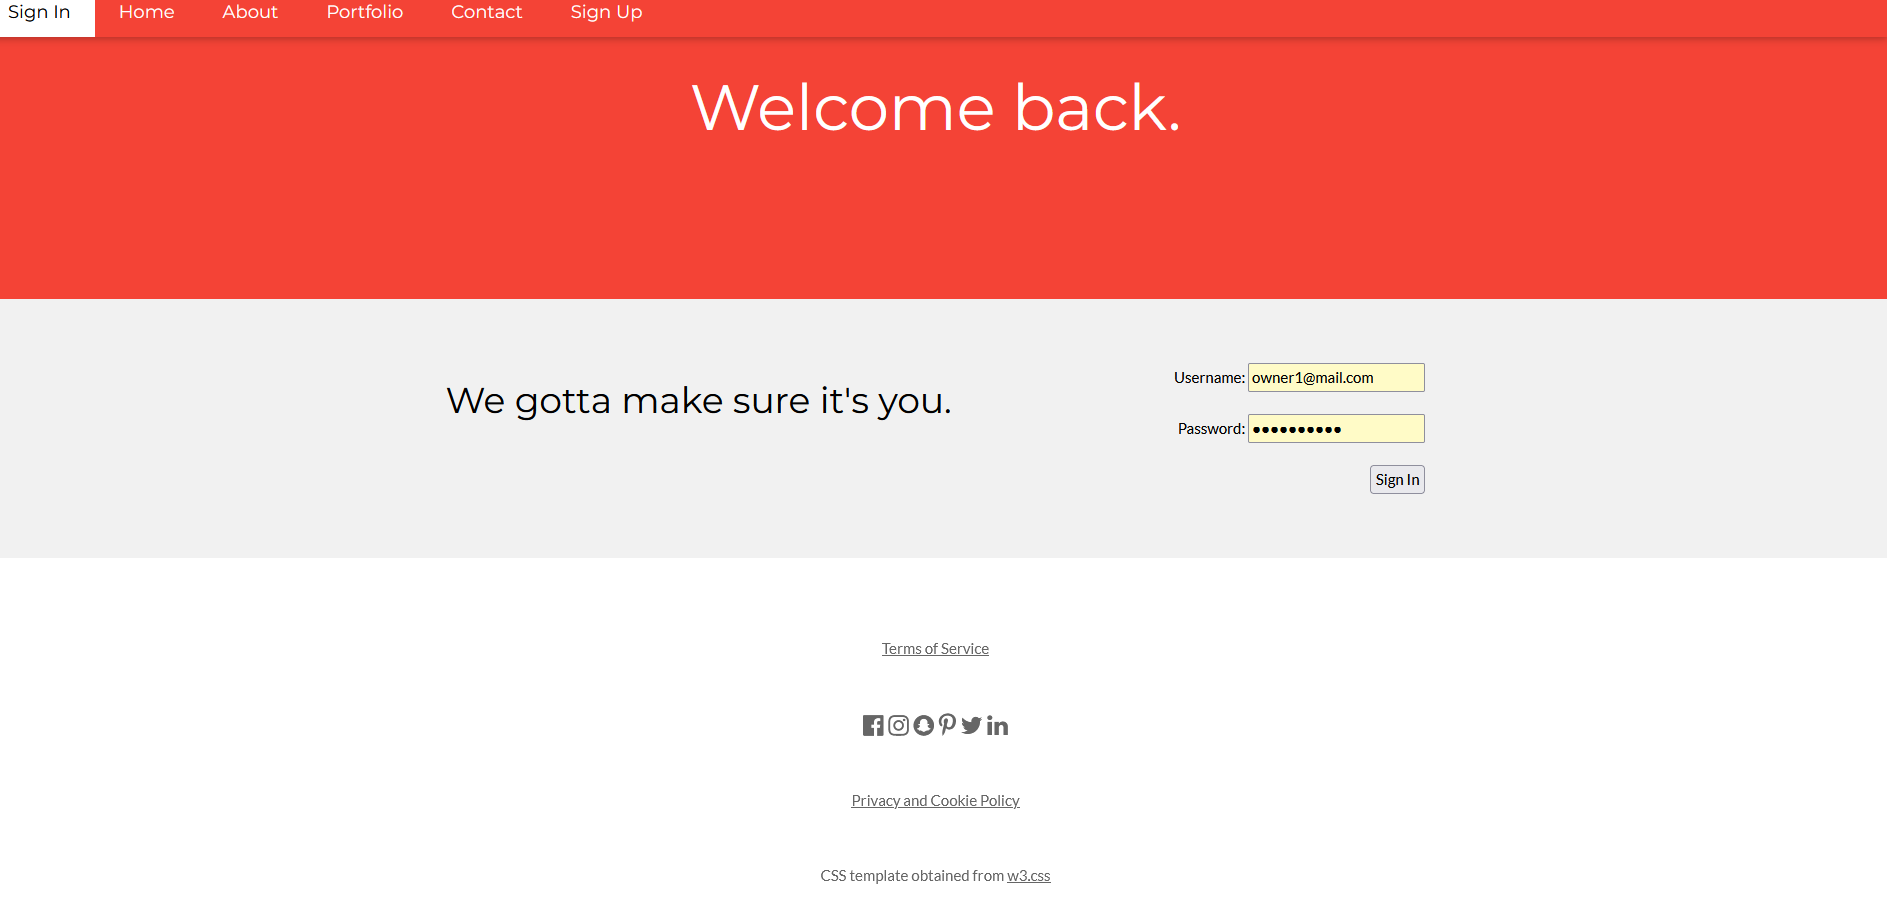 Sign In Home About Portfolio Contact Sign Up
Welcome back.
We gotta make sure it's you.
Username: owner1@mail.com
Password: ••••••••••
Sign In
Terms of Service
Privacy and Cookie Policy
CSS template obtained from w3.css